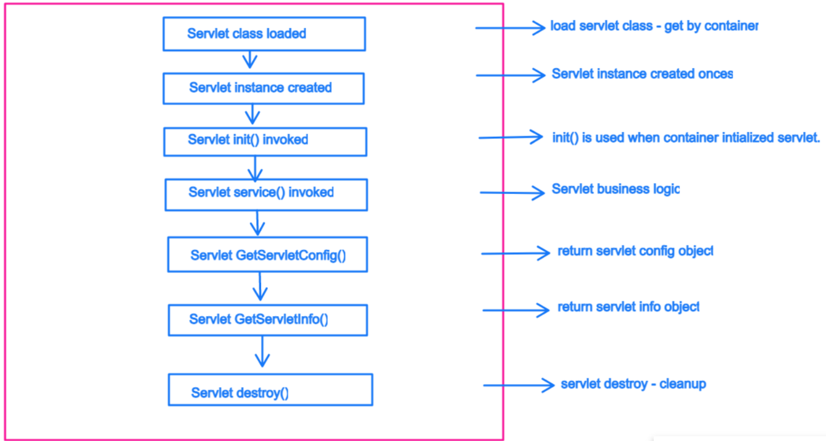 Servlet class loaded
load servlet class - get by container
Servlet instance created
Servlet instance created onces
Servlet init() invoked
init() is used when container intialized servlet.
Servlet service() invoked
Servlet business logic
Servlet GetServletConfig()
return servlet config object
Servlet GetServletInfo()
return servlet info object
Servlet destroy()
servlet destroy - cleanup